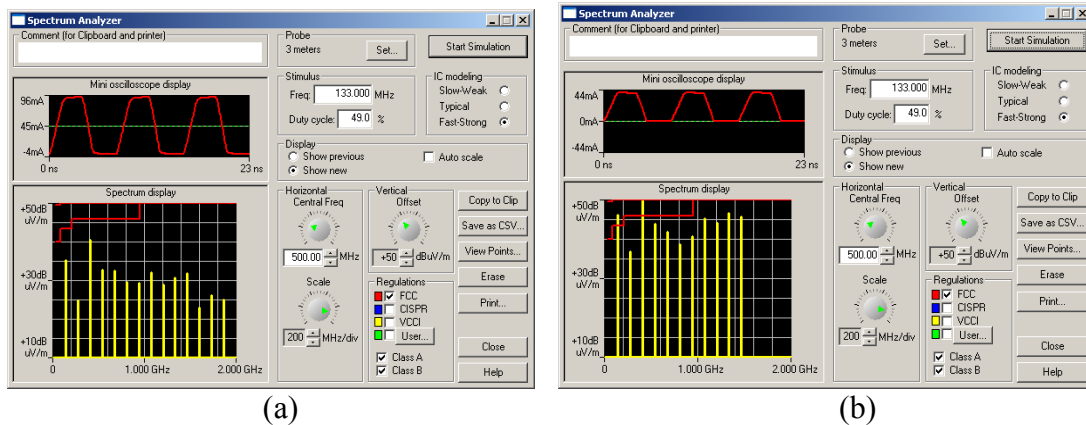 Spectrum Analyzer
Comment (for Clipboard and printer)
Probe
3 meters
Set...
Start Simulation
Mini oscilloscope display
96mA
45mA
-4mA
0 ns
23 ns
Stimulus
Freq: 133.000 MHz
Duty cycle: 49.0 %
IC modeling
Slow-Weak
Typical
Fast-Strong
Display
Show previous
Show new
Auto scale
Spectrum display
+50dB
uV/m
+30dB
uV/m
+10dB
uV/m
0 Hz
1.000 GHz
2.000 GHz
Horizontal
Central Freq
500.00 MHz
Scale
200 MHz/div
Vertical
Offset
+50 dBuV/m
Regulations
FCC
CISPR
VCCI
User...
Class A
Class B
Copy to Clip
Save as CSV...
View Points...
Erase
Print...
Close
Help
(a)
Spectrum Analyzer
Comment (for Clipboard and printer)
Probe
3 meters
Set...
Start Simulation
Mini oscilloscope display
44mA
0mA
-44mA
0 ns
23 ns
Stimulus
Freq: 133.000 MHz
Duty cycle: 49.0 %
IC modeling
Slow-Weak
Typical
Fast-Strong
Display
Show previous
Show new
Auto scale
Spectrum display
+50dB
uV/m
+30dB
uV/m
+10dB
uV/m
0 Hz
1.000 GHz
2.000 GHz
Horizontal
Central Freq
500.00 MHz
Scale
200 MHz/div
Vertical
Offset
+50 dBuV/m
Regulations
FCC
CISPR
VCCI
User...
Class A
Class B
Copy to Clip
Save as CSV...
View Points...
Erase
Print...
Close
Help
(b)